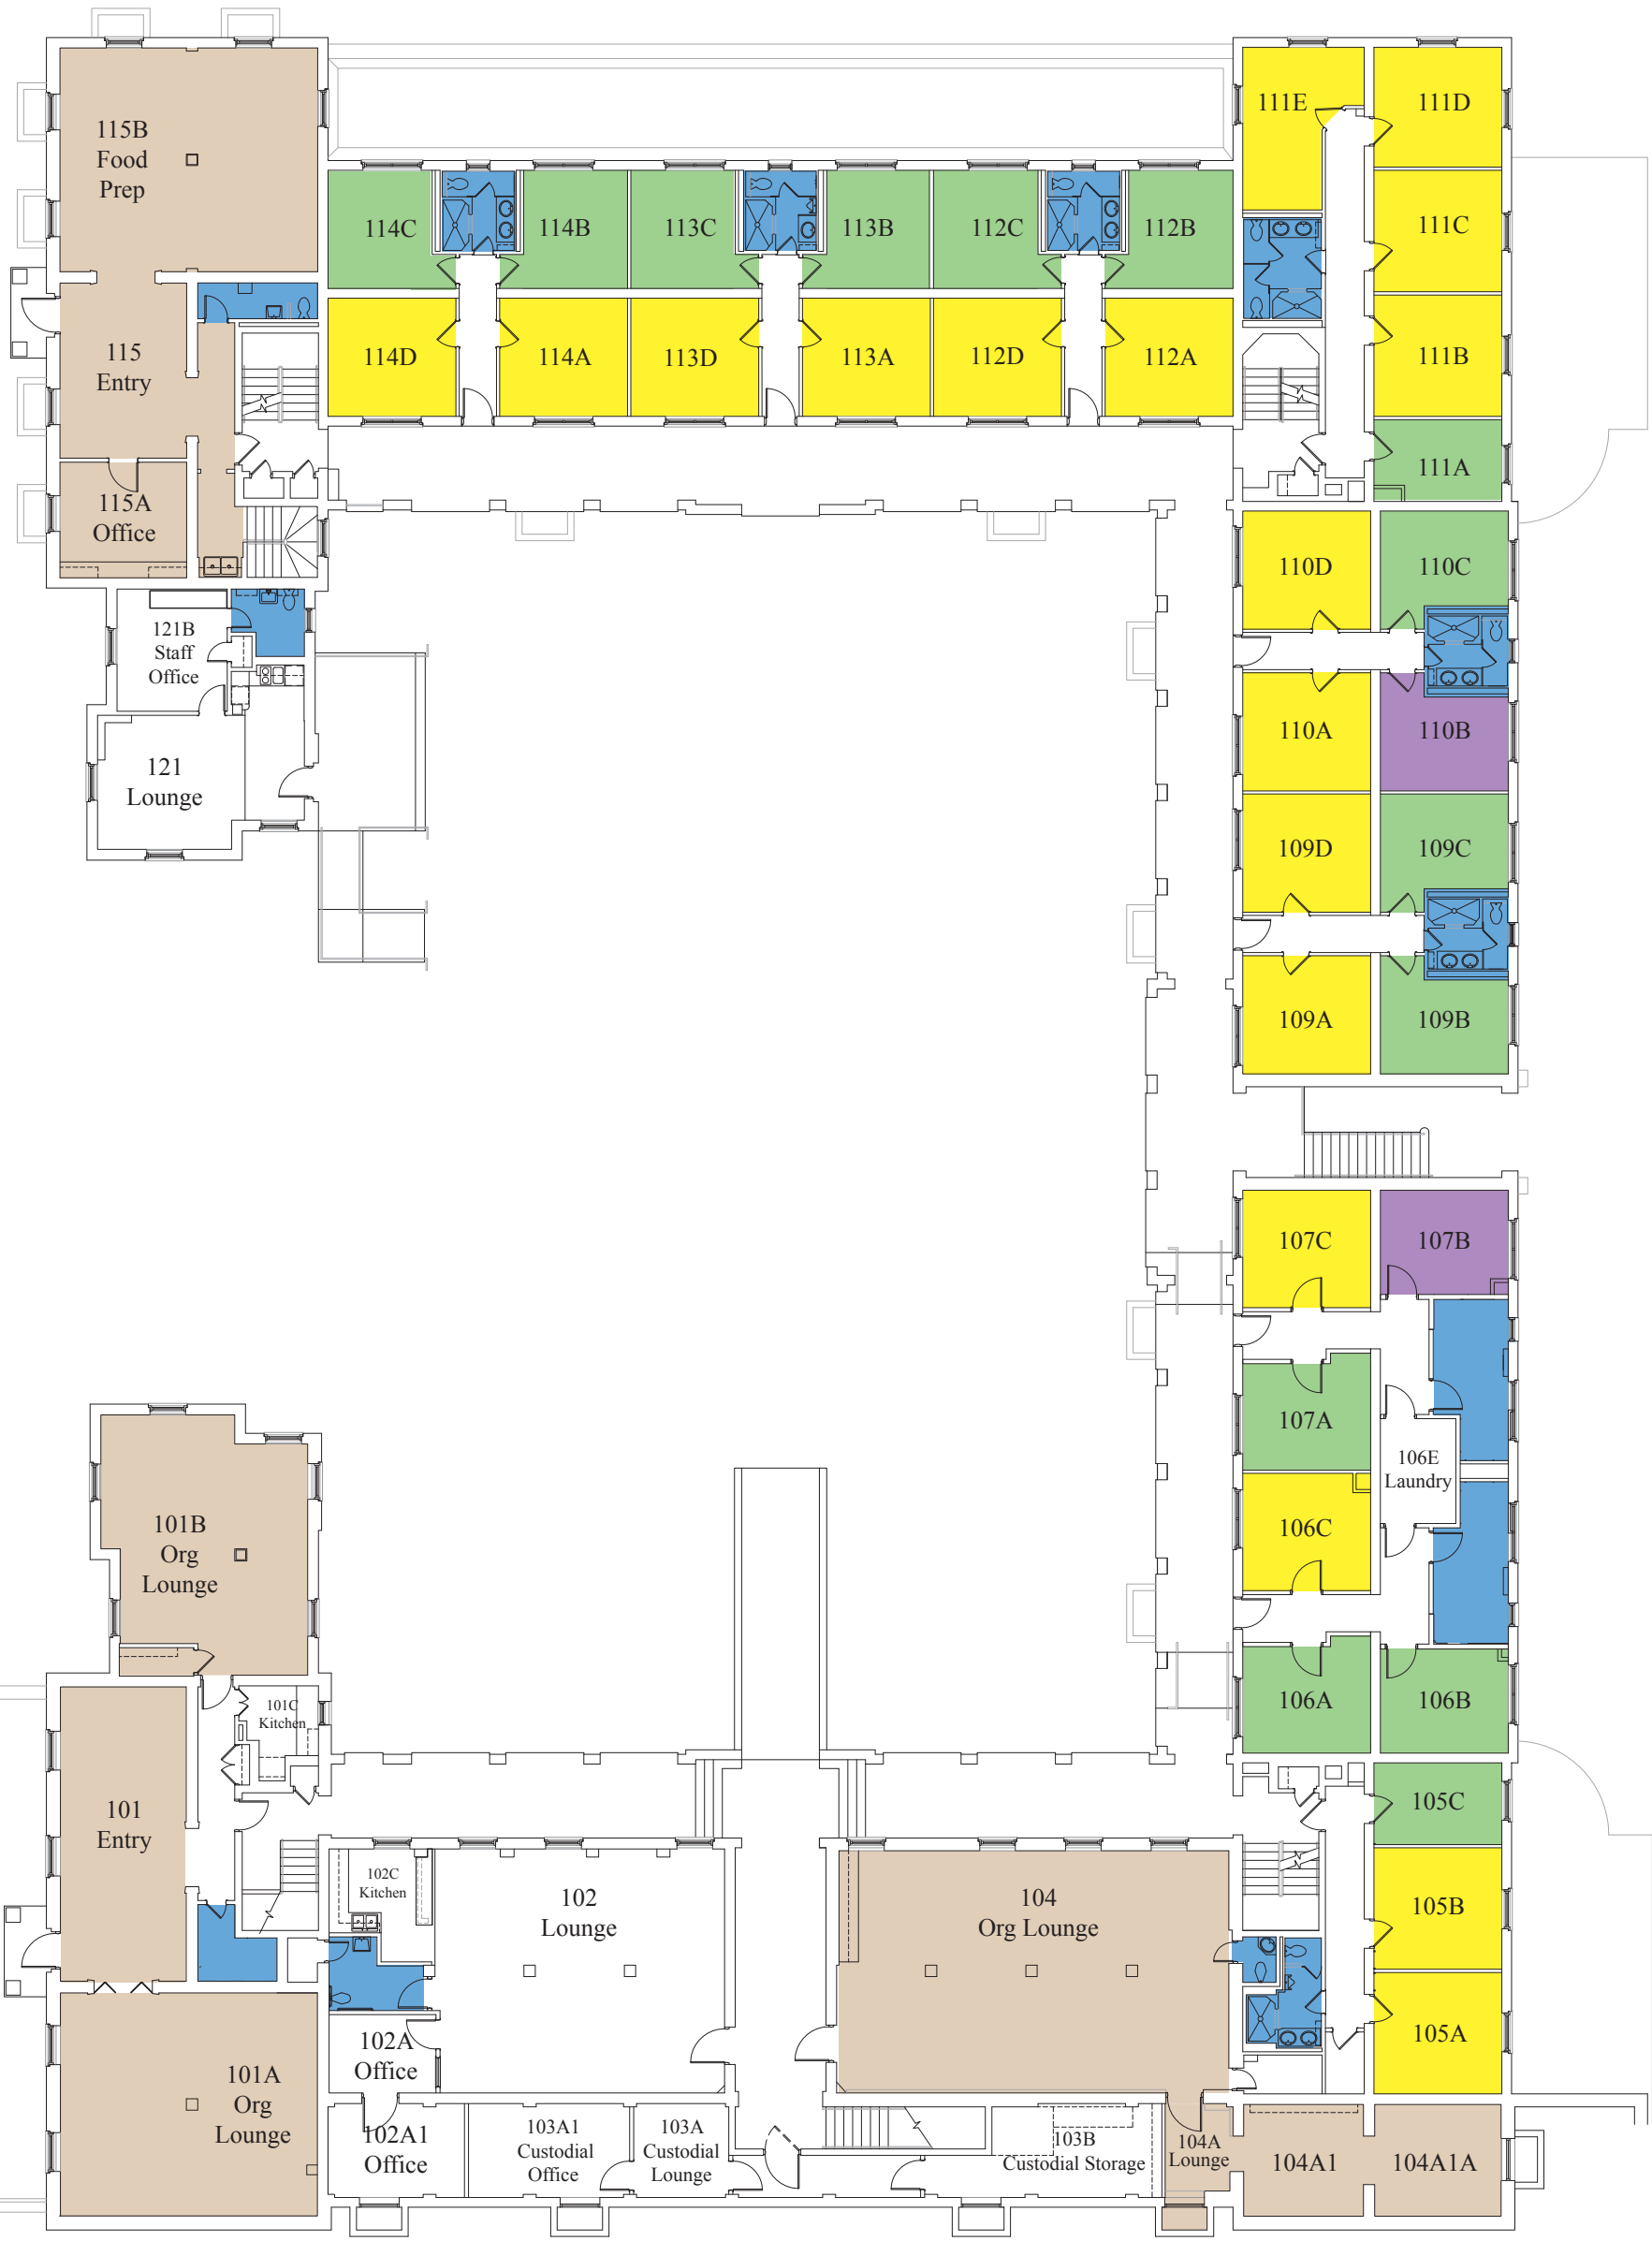 115B
Food
Prep
111E
111D
114C
114B
113C
113B
112C
112B
111C
115
Entry
114D
114A
113D
113A
112D
112A
111B
111A
115A
Office
110D
110C
121B
Staff
Office
110A
110B
121
Lounge
109D
109C
109A
109B
107C
107B
107A
106E
Laundry
106C
101B
Org
Lounge
106A
106B
101C
Kitchen
101
Entry
105C
102C
Kitchen
102
Lounge
104
Org Lounge
105B
102A
Office
105A
101A
Org
Lounge
102A1
Office
103A1
Custodial
Office
103A
Custodial
Lounge
103B
Custodial Storage
104A
Lounge
104A1
104A1A